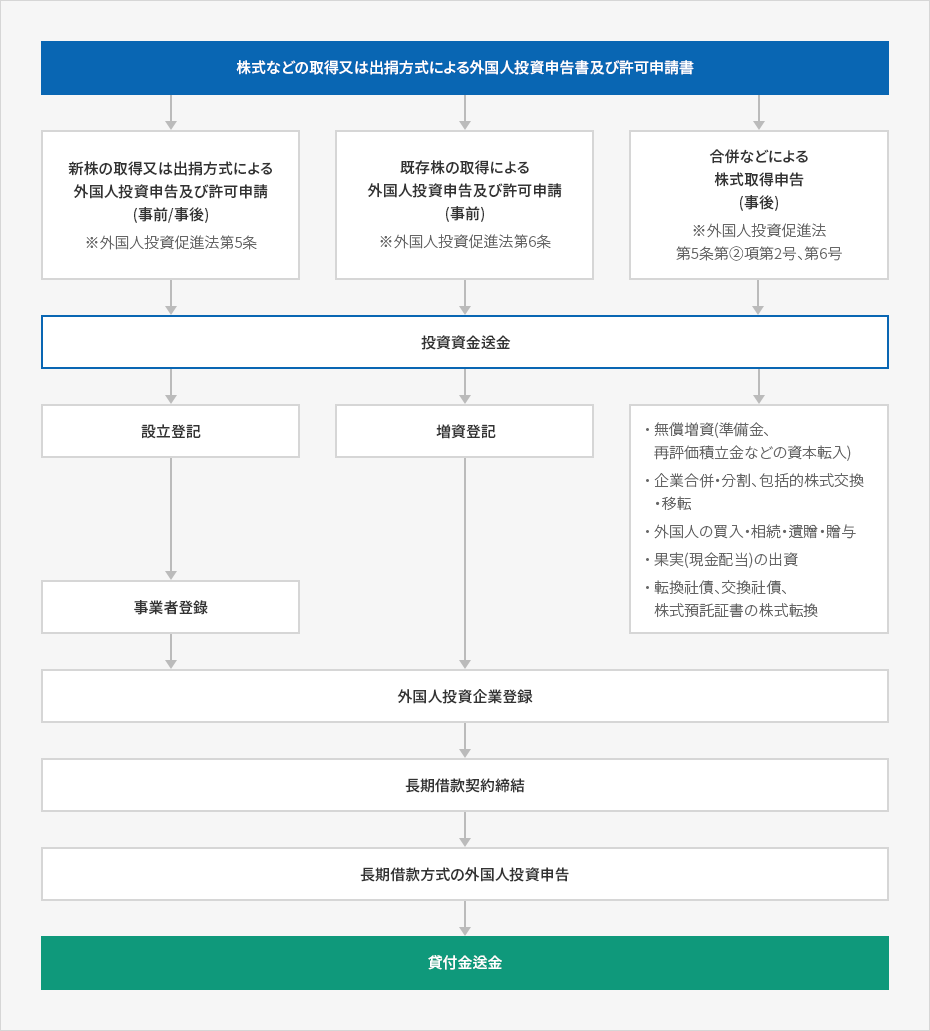 株式などの取得又は出捐方式による外国人投資申告書及び許可申請書
新株の取得又は出捐方式による
外国人投資申告及び許可申請
(事前/事後)
※外国人投資促進法第5条
既存株の取得による
外国人投資申告及び許可申請
(事前)
※外国人投資促進法第6条
合併などによる
株式取得申告
(事後)
※外国人投資促進法
第5条第②項第2号、第6号
投資資金送金
設立登記
増資登記
・無償増資(準備金、
再評価積立金などの資本転入)
・企業合併・分割、包括的株式交換
・移転
・外国人の買入・相続・遺贈・贈与
・果実(現金配当)の出資
・転換社債、交換社債、
株式預託証書の株式転換
事業者登錄
外国人投資企業登録
長期借款契約締結
長期借款方式の外国人投資申告
貸付金送金